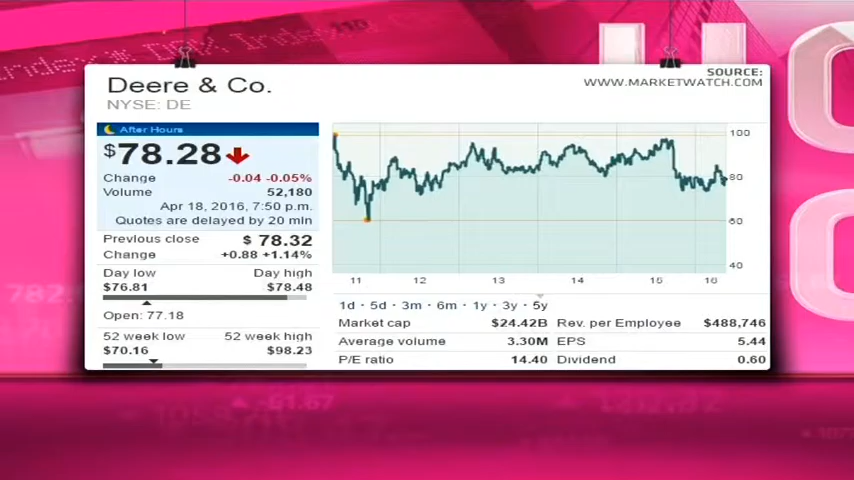 Deere & Co.
NYSE: DE
SOURCE:
WWW.MARKETWATCH.COM
After Hours
$78.28
Change -0.04 -0.05%
Volume 52,180
Apr 18, 2016, 7:50 p.m.
Quotes are delayed by 20 min
Previous close $ 78.32
Change +0.88 +1.14%
Day low Day high
$76.81 $78.48
Open: 77.18
52 week low 52 week high
$70.16 $98.23
100
80
60
40
11 12 13 14 15 16
1d · 5d · 3m · 6m · 1y · 3y · 5y
Market cap $24.42B Rev. per Employee $488,746
Average volume 3.30M EPS 5.44
P/E ratio 14.40 Dividend 0.60